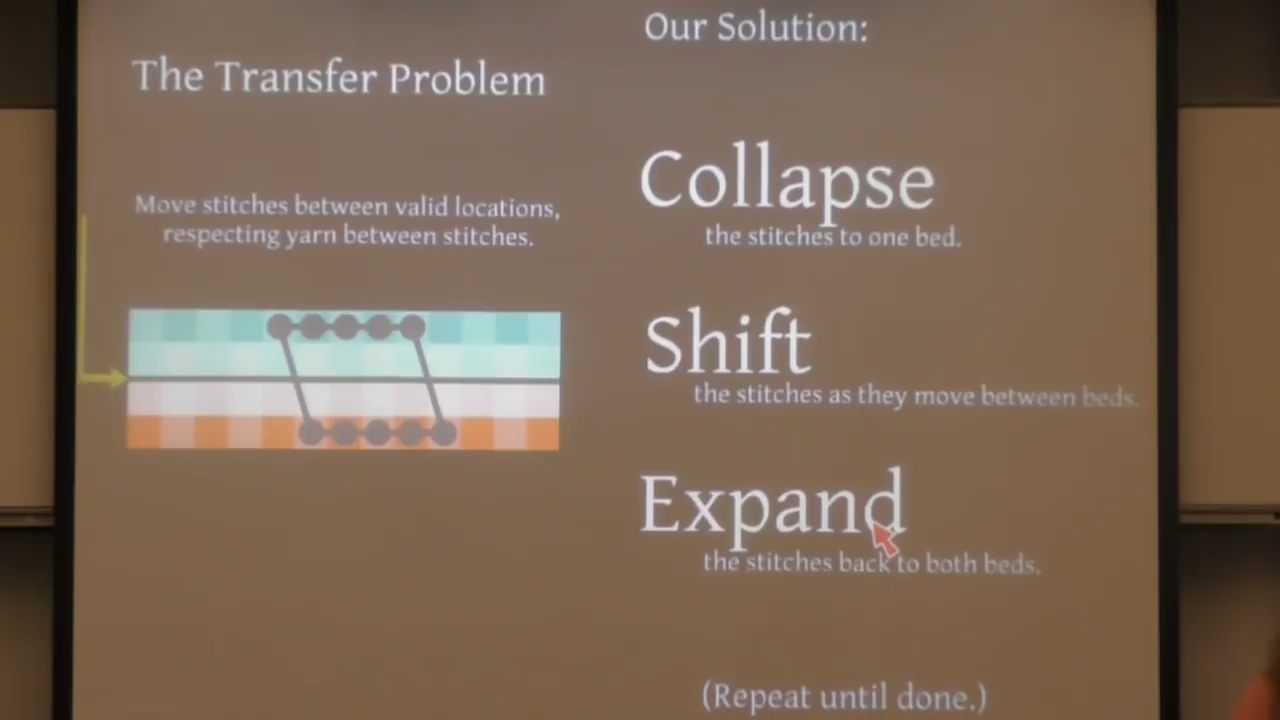 The Transfer Problem
Move stitches between valid locations,
respecting yarn between stitches.
Our Solution:
Collapse
the stitches to one bed.
Shift
the stitches as they move between beds.
Expand
the stitches back to both beds.
(Repeat until done.)